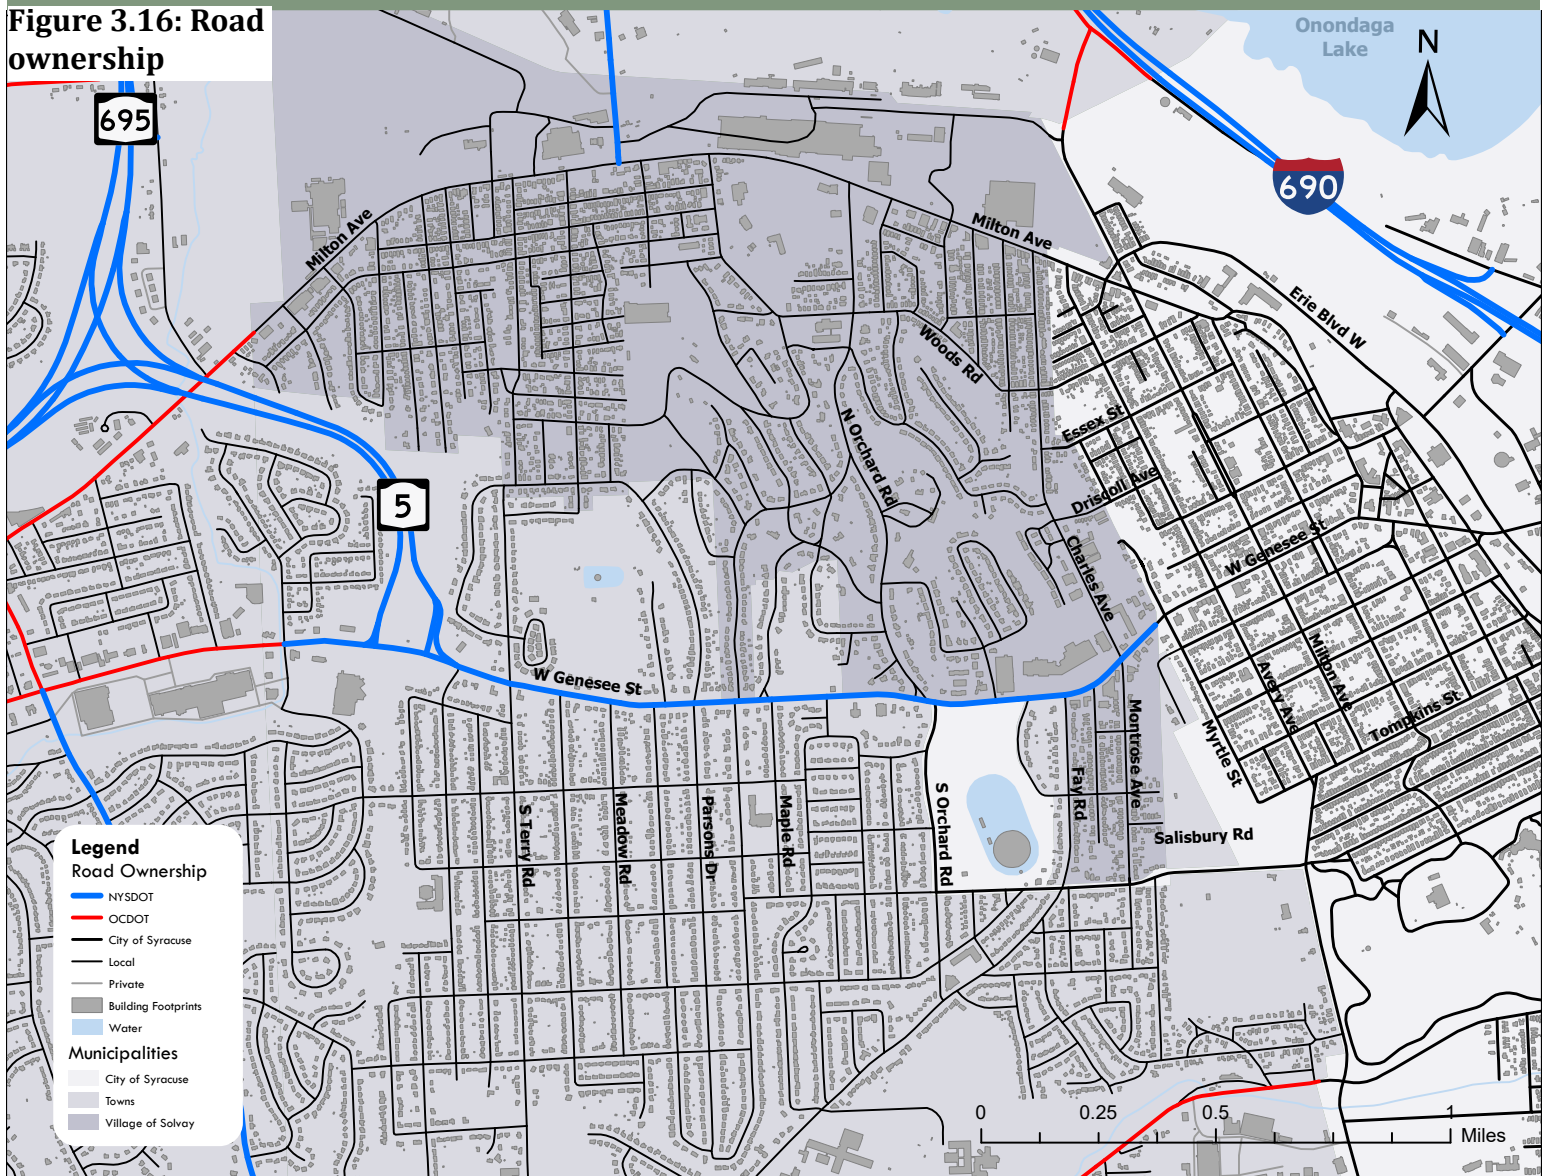 Figure 3.16: Road
ownership
Onondaga
Lake
N
695
690
Milton Ave
Milton Ave
Erie Blvd W
Woods Rd
Essex St
N Orchard Rd
Driscoll Ave
5
W Genesee St
Charles Ave
W Genesee St
Milton Ave
Avery Ave
Tompkins St
Myrtle St
Montrose Ave
Fay Rd
S Orchard Rd
Maple Rd
Parsons Dr
Meadow Rd
S Terry Rd
Salisbury Rd
Legend
Road Ownership
NYSDOT
OCDOT
City of Syracuse
Local
Private
Building Footprints
Water
Municipalities
City of Syracuse
Towns
Village of Solvay
0 0.25 0.5 1
Miles